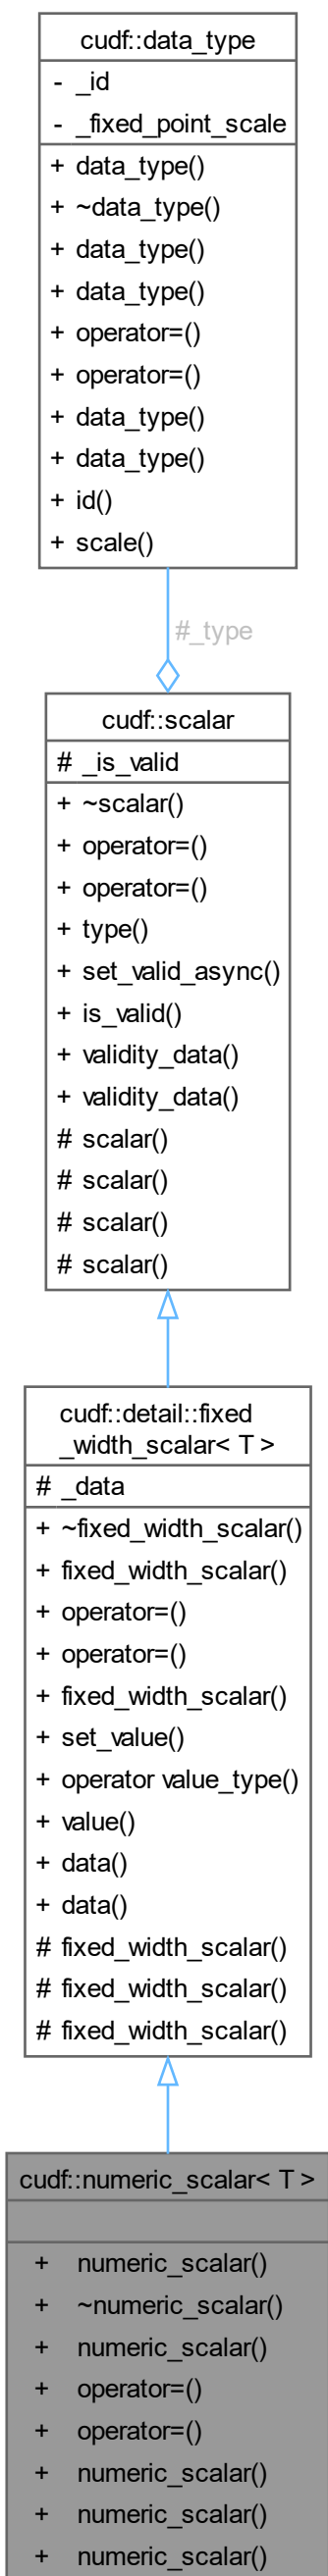 cudf::data_type
- _id
- _fixed_point_scale
+ data_type()
+ ~data_type()
+ data_type()
+ data_type()
+ operator=()
+ operator=()
+ data_type()
+ data_type()
+ id()
+ scale()
#_type
cudf::scalar
# _is_valid
+ ~scalar()
+ operator=()
+ operator=()
+ type()
+ set_valid_async()
+ is_valid()
+ validity_data()
+ validity_data()
# scalar()
# scalar()
# scalar()
# scalar()
cudf::detail::fixed
_width_scalar< T >
# _data
+ ~fixed_width_scalar()
+ fixed_width_scalar()
+ operator=()
+ operator=()
+ fixed_width_scalar()
+ set_value()
+ operator value_type()
+ value()
+ data()
+ data()
# fixed_width_scalar()
# fixed_width_scalar()
# fixed_width_scalar()
cudf::numeric_scalar< T >
+ numeric_scalar()
+ ~numeric_scalar()
+ numeric_scalar()
+ operator=()
+ operator=()
+ numeric_scalar()
+ numeric_scalar()
+ numeric_scalar()